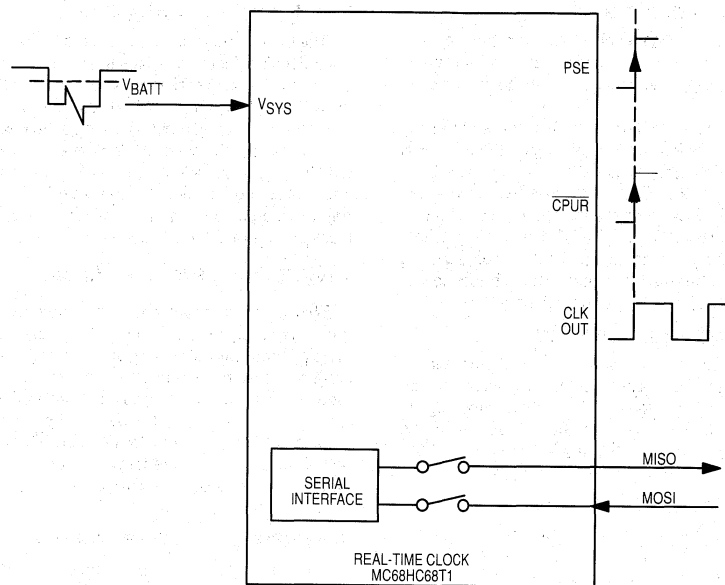 PSE
VBATT
VSYS
CPUR
CLK
OUT
MISO
SERIAL
INTERFACE
MOSI
REAL-TIME CLOCK
MC68HC68T1